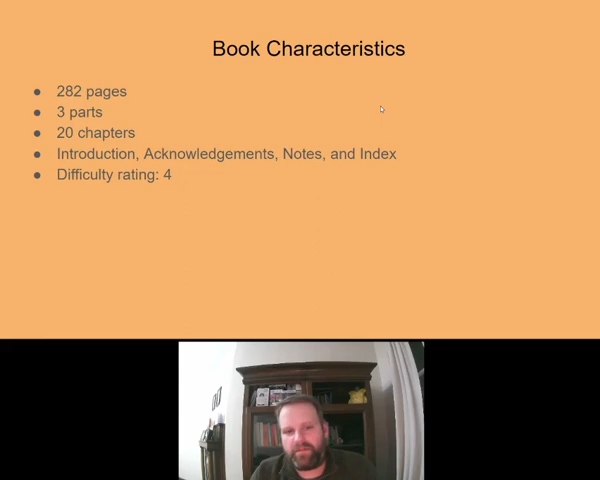 Book Characteristics
● 282 pages
● 3 parts
● 20 chapters
● Introduction, Acknowledgements, Notes, and Index
● Difficulty rating: 4